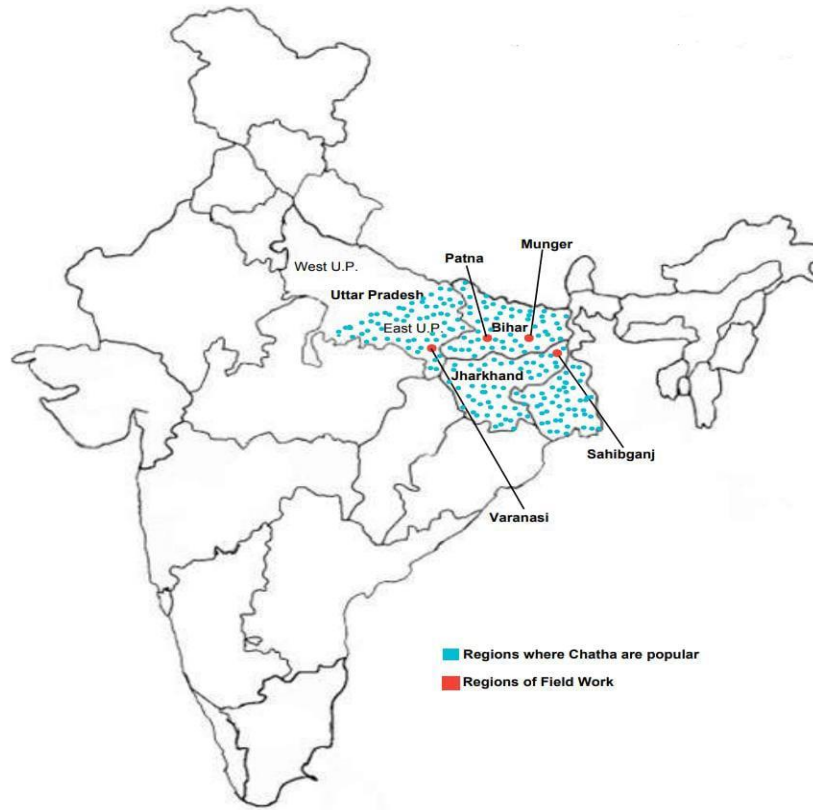 Munger
Patna
West U.P.
Uttar Pradesh
East U.P.
Bihar
Jharkhand
Sahibganj
Varanasi
Regions where Chatha are popular
Regions of Field Work